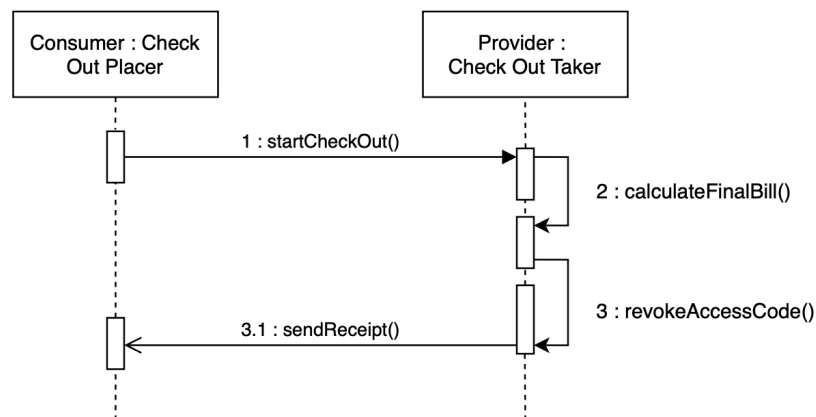 Consumer : Check
Out Placer
Provider :
Check Out Taker
1 : startCheckOut()
2 : calculateFinalBill()
3 : revokeAccessCode()
3.1 : sendReceipt()